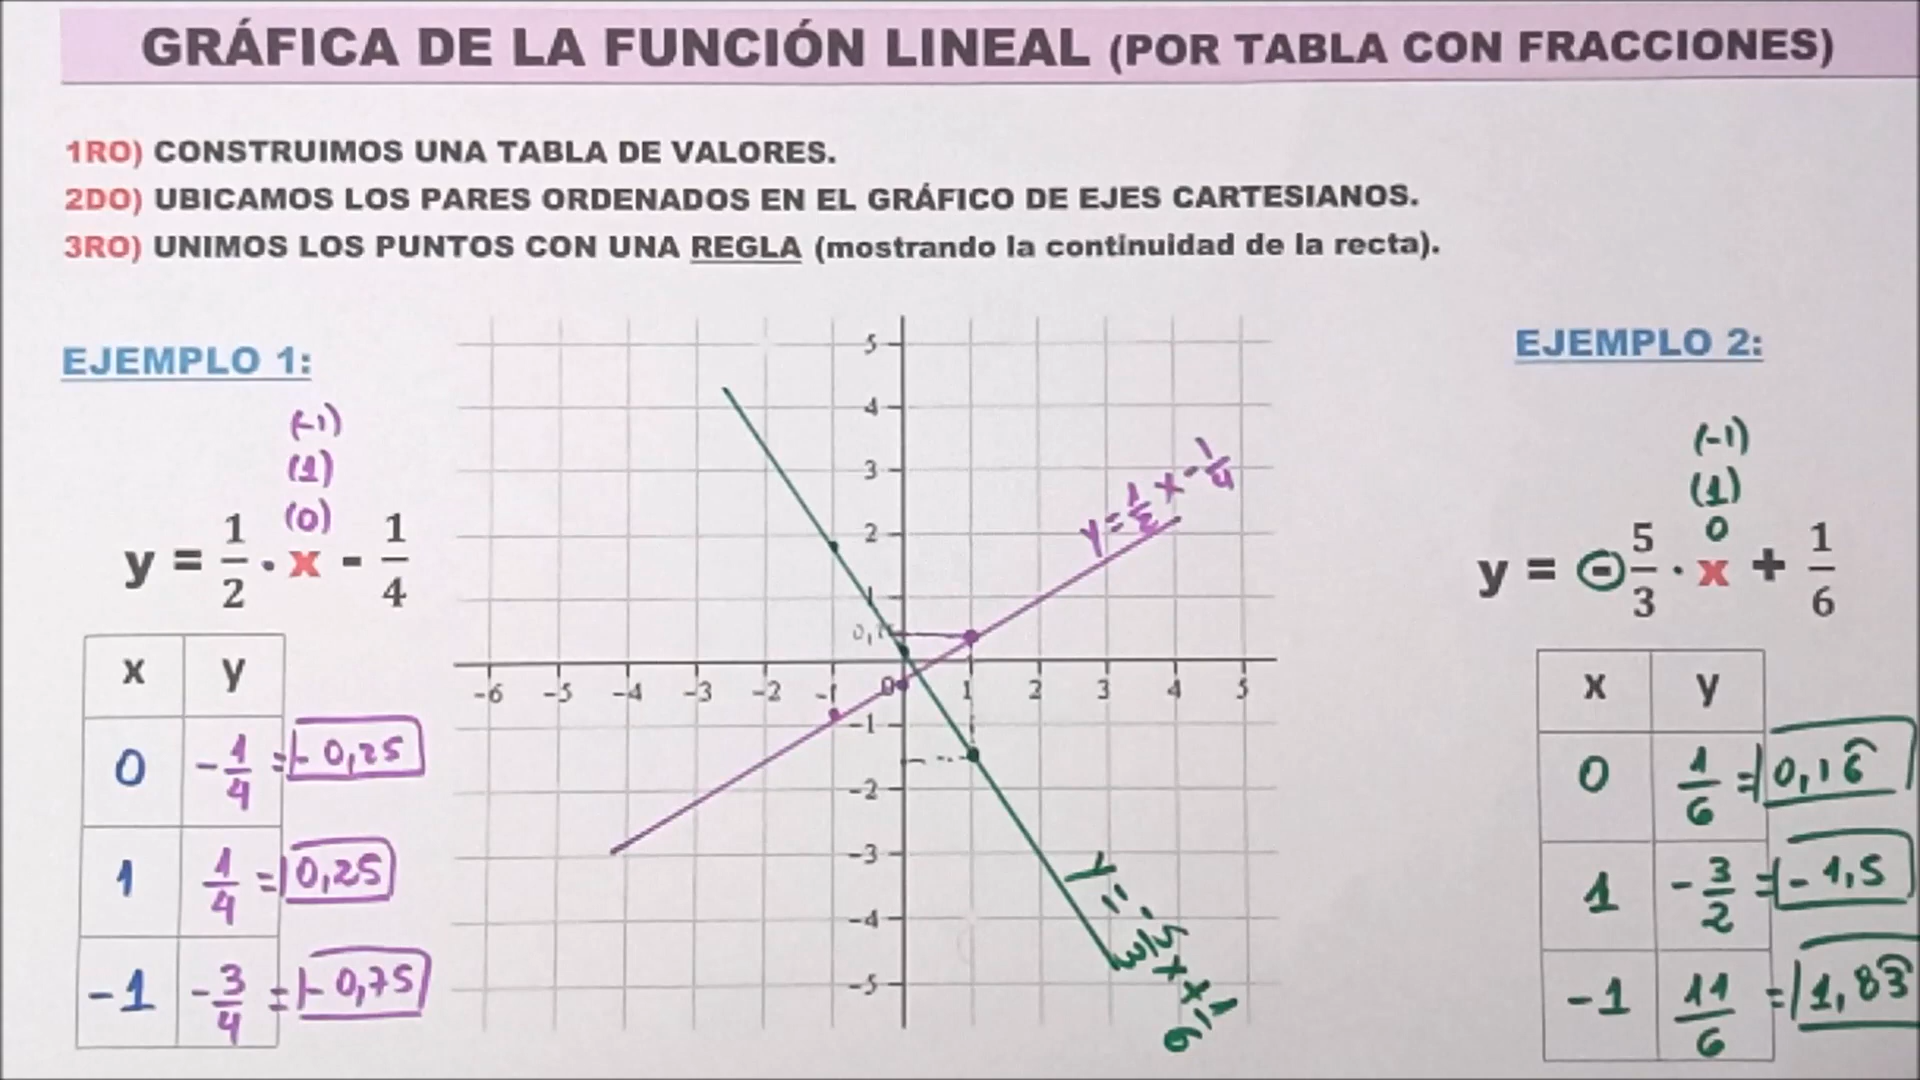 GRÁFICA DE LA FUNCIÓN LINEAL (POR TABLA CON FRACCIONES)
1RO) CONSTRUIMOS UNA TABLA DE VALORES.
2DO) UBICAMOS LOS PARES ORDENADOS EN EL GRÁFICO DE EJES CARTESIANOS.
3RO) UNIMOS LOS PUNTOS CON UNA REGLA (mostrando la continuidad de la recta).
EJEMPLO 1:
(-1)
(1)
(0)
y = 1/2 · x - 1/4
x y
0 -1/4 = -0,25
1 1/4 = 0,25
-1 -3/4 = -0,75
5
4
3
2
1
-6 -5 -4 -3 -2 -1 0 1 2 3 4 5
-1
-2
-3
-4
-5
y = 1/2 x - 1/4
y = -5/3 x + 1/6
EJEMPLO 2:
(-1)
(1)
0
y = - 5/3 · x + 1/6
x y
0 1/6 = 0,16̂
1 -3/2 = -1,5
-1 11/6 = 1,83̂